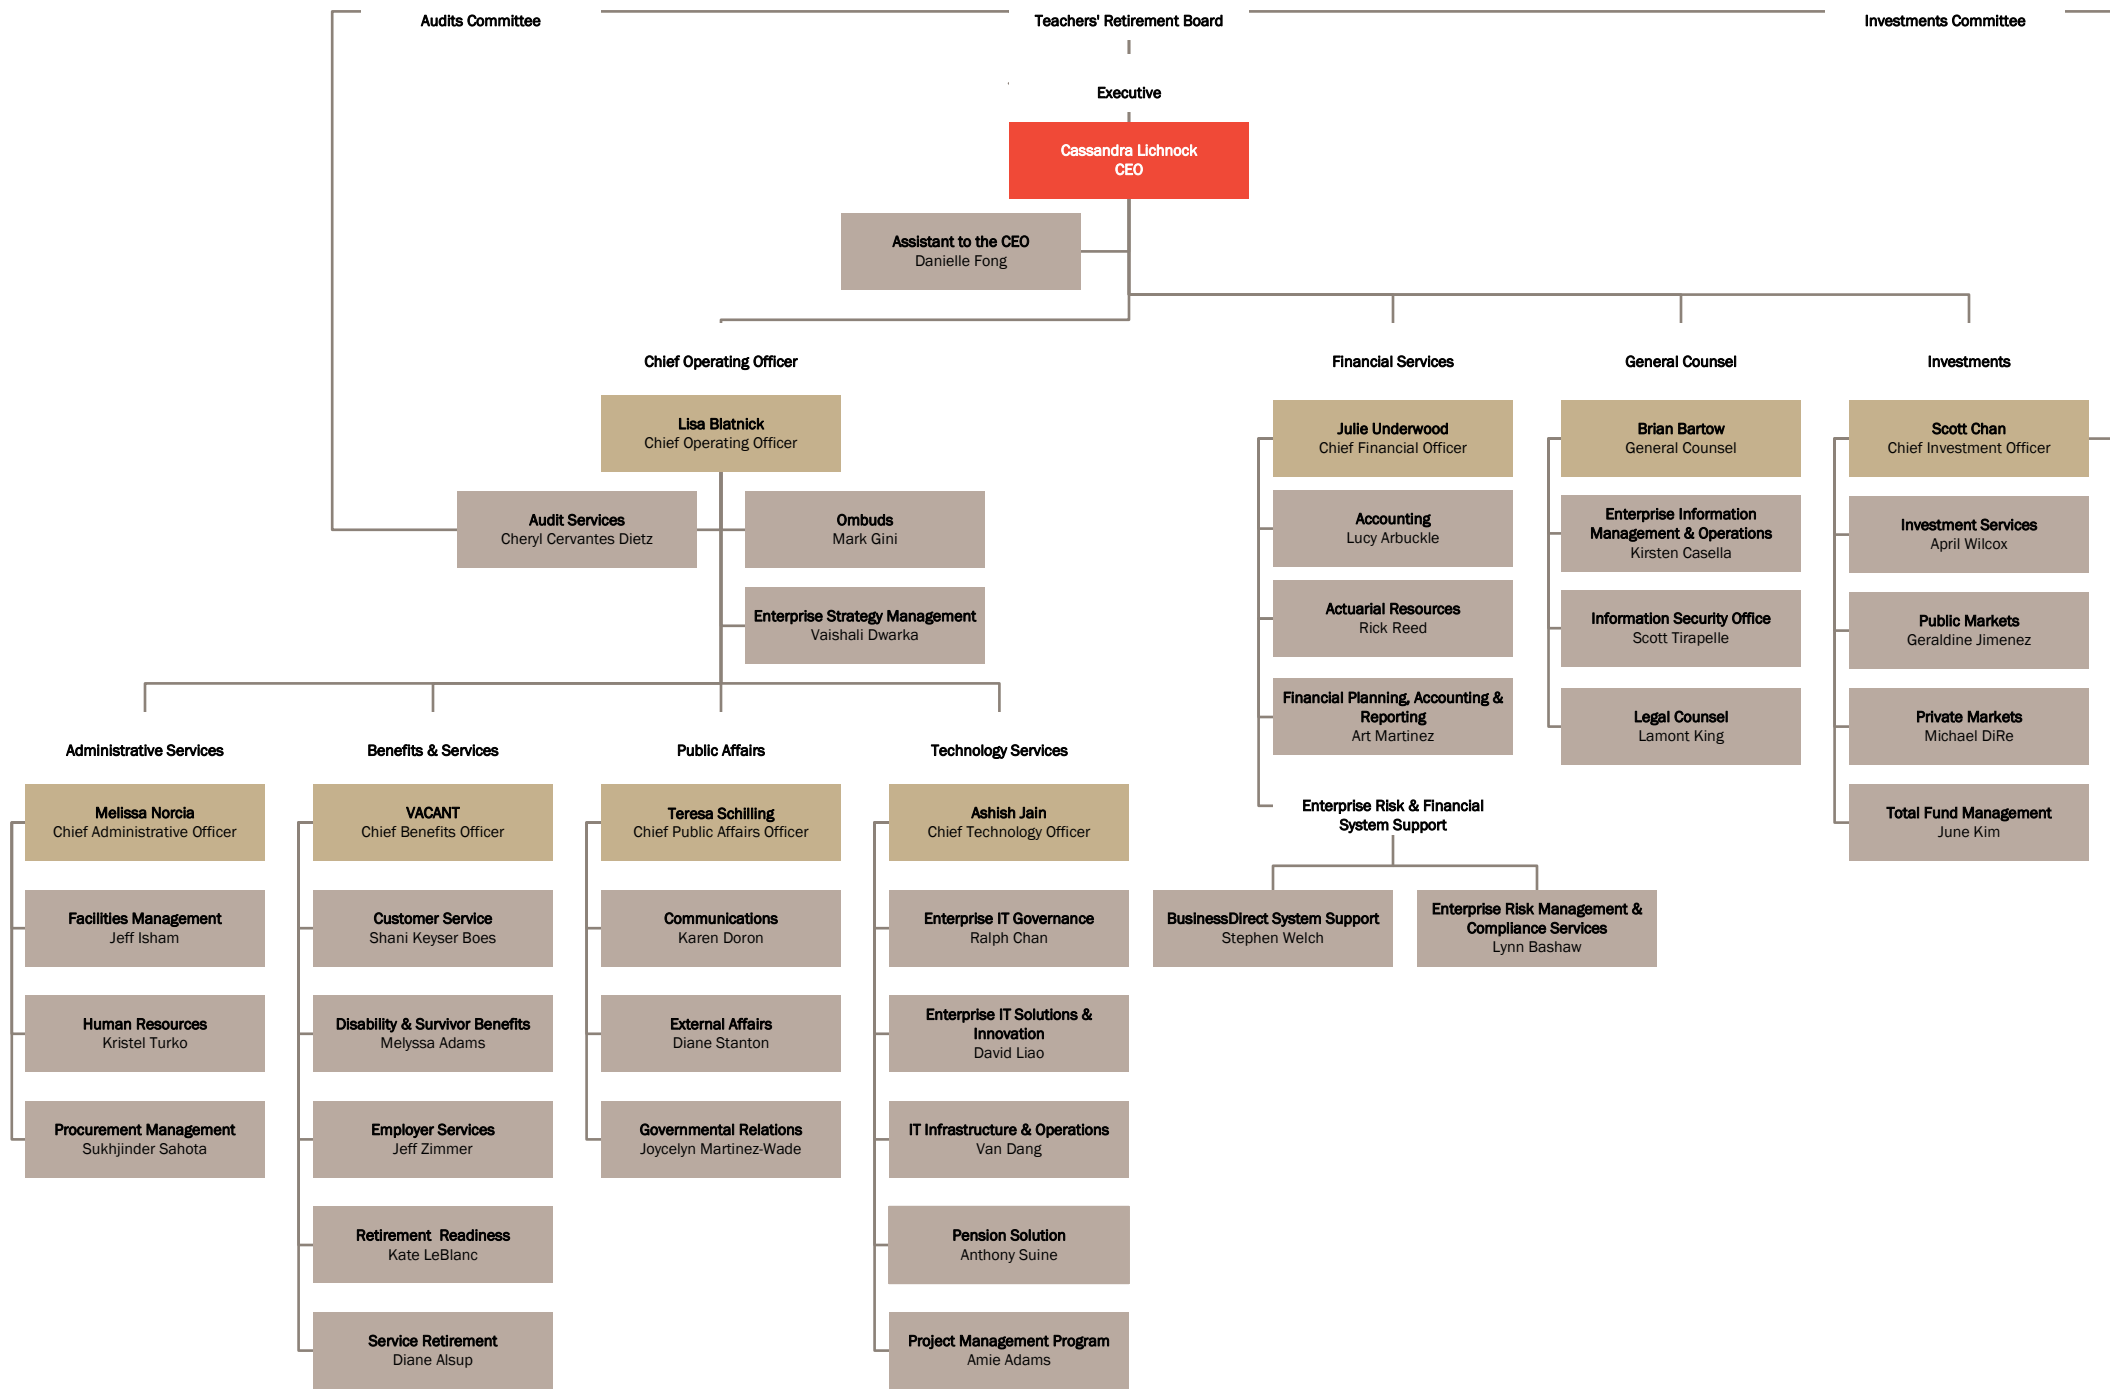 Audits Committee
Teachers' Retirement Board
Investments Committee
Executive
Cassandra Lichnock
CEO
Assistant to the CEO
Danielle Fong
Chief Operating Officer
Lisa Blatnick
Chief Operating Officer
Audit Services
Cheryl Cervantes Dietz
Ombuds
Mark Gini
Enterprise Strategy Management
Vaishali Dwarka
Financial Services
Julie Underwood
Chief Financial Officer
Accounting
Lucy Arbuckle
Actuarial Resources
Rick Reed
Financial Planning, Accounting &
Reporting
Art Martinez
Enterprise Risk & Financial
System Support
BusinessDirect System Support
Stephen Welch
Enterprise Risk Management &
Compliance Services
Lynn Bashaw
General Counsel
Brian Bartow
General Counsel
Enterprise Information
Management & Operations
Kirsten Casella
Information Security Office
Scott Tirapelle
Legal Counsel
Lamont King
Investments
Scott Chan
Chief Investment Officer
Investment Services
April Wilcox
Public Markets
Geraldine Jimenez
Private Markets
Michael DiRe
Total Fund Management
June Kim
Administrative Services
Melissa Norcia
Chief Administrative Officer
Facilities Management
Jeff Isham
Human Resources
Kristel Turko
Procurement Management
Sukhjinder Sahota
Benefits & Services
VACANT
Chief Benefits Officer
Customer Service
Shani Keyser Boes
Disability & Survivor Benefits
Melyssa Adams
Employer Services
Jeff Zimmer
Retirement  Readiness
Kate LeBlanc
Service Retirement
Diane Alsup
Public Affairs
Teresa Schilling
Chief Public Affairs Officer
Communications
Karen Doron
External Affairs
Diane Stanton
Governmental Relations
Joycelyn Martinez-Wade
Technology Services
Ashish Jain
Chief Technology Officer
Enterprise IT Governance
Ralph Chan
Enterprise IT Solutions &
Innovation
David Liao
IT Infrastructure & Operations
Van Dang
Pension Solution
Anthony Suine
Project Management Program
Amie Adams